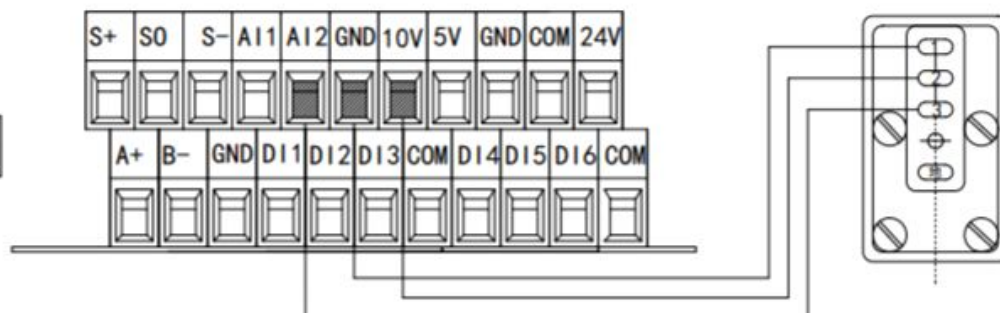 S+ S0 S- AI1 AI2 GND 10V 5V GND COM 24V
A+ B- GND DI1 DI2 DI3 COM DI4 DI5 DI6 COM
1
2
3